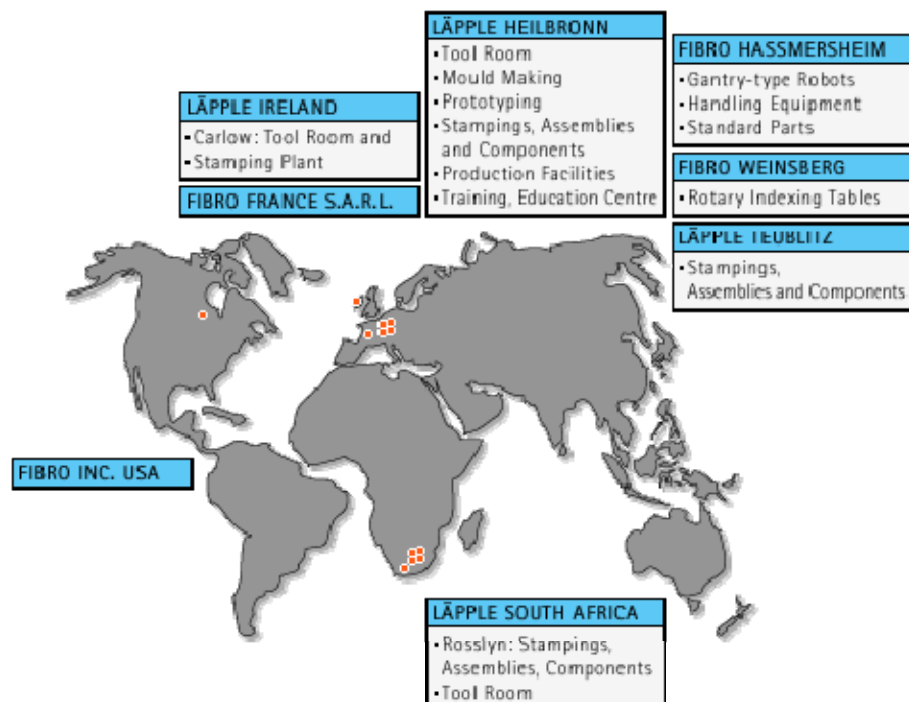 LÄPPLE HEILBRONN
▪Tool Room
▪Mould Making
▪Prototyping
▪Stampings, Assemblies
and Components
▪Production Facilities
▪Training, Education Centre
FIBRO HASSMERSHEIM
▪Gantry-type Robots
▪Handling Equipment
▪Standard Parts
LÄPPLE IRELAND
▪Carlow: Tool Room and
▪Stamping Plant
FIBRO FRANCE S.A.R.L.
FIBRO WEINSBERG
▪Rotary Indexing Tables
LÄPPLE TEUBLITZ
▪Stampings,
Assemblies and Components
FIBRO INC. USA
LÄPPLE SOUTH AFRICA
▪Rosslyn: Stampings,
Assemblies, Components
▪Tool Room